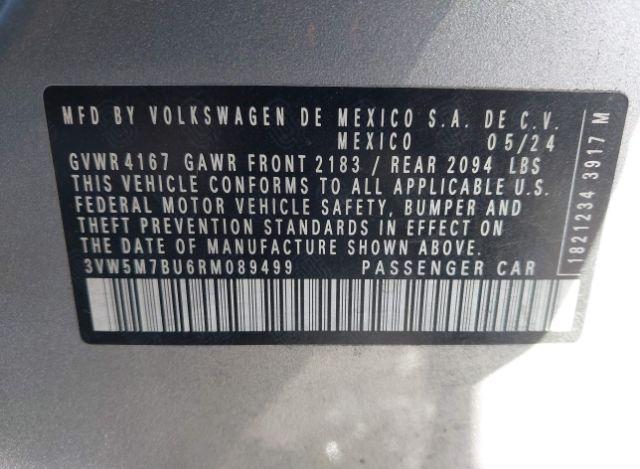 MFD BY VOLKSWAGEN DE MEXICO S.A. DE C.V.
MEXICO 05/24
GVWR 4167 GAWR FRONT 2183 / REAR 2094 LBS
THIS VEHICLE CONFORMS TO ALL APPLICABLE U.S.
FEDERAL MOTOR VEHICLE SAFETY, BUMPER AND
THEFT PREVENTION STANDARDS IN EFFECT ON
THE DATE OF MANUFACTURE SHOWN ABOVE
3VW5M7BU6RM089499 PASSENGER CAR
1821234 3917 M